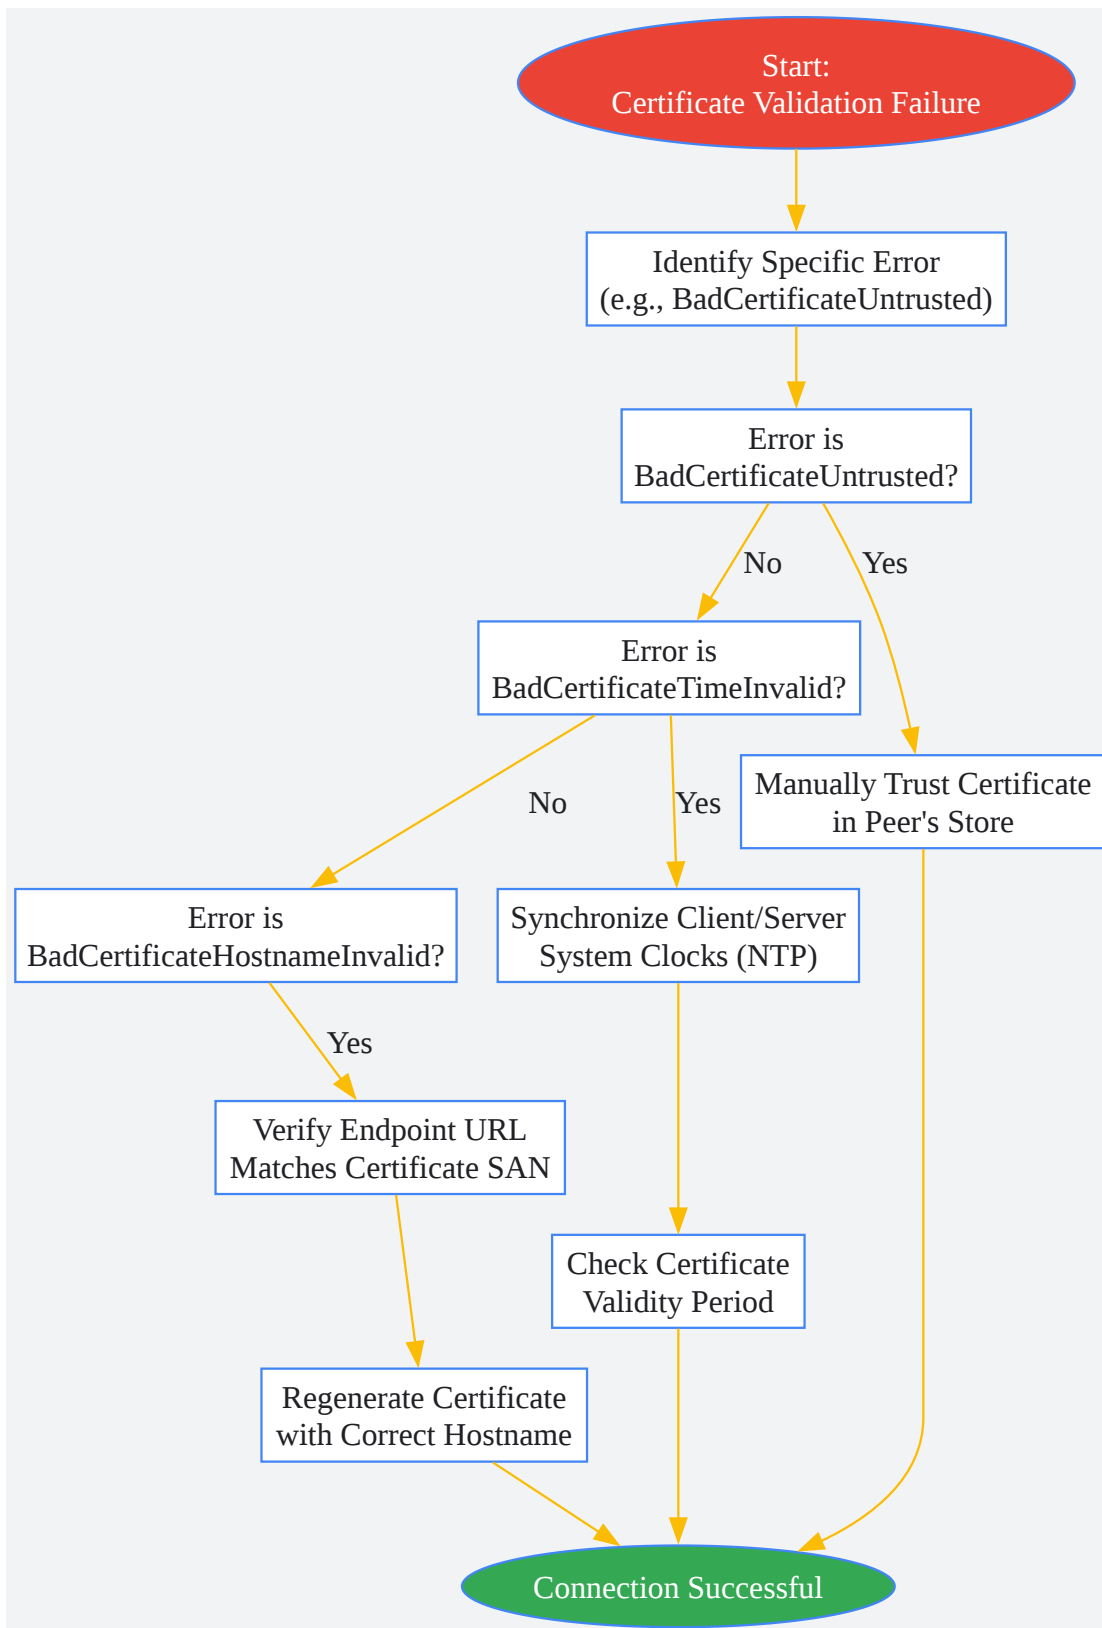 Start:
Certificate Validation Failure
Identify Specific Error
(e.g., BadCertificateUntrusted)
Error is
BadCertificateUntrusted?
No
Yes
Error is
BadCertificateTimeInvalid?
Manually Trust Certificate
in Peer's Store
No
Yes
Error is
BadCertificateHostnameInvalid?
Synchronize Client/Server
System Clocks (NTP)
Yes
Verify Endpoint URL
Matches Certificate SAN
Check Certificate
Validity Period
Regenerate Certificate
with Correct Hostname
Connection Successful